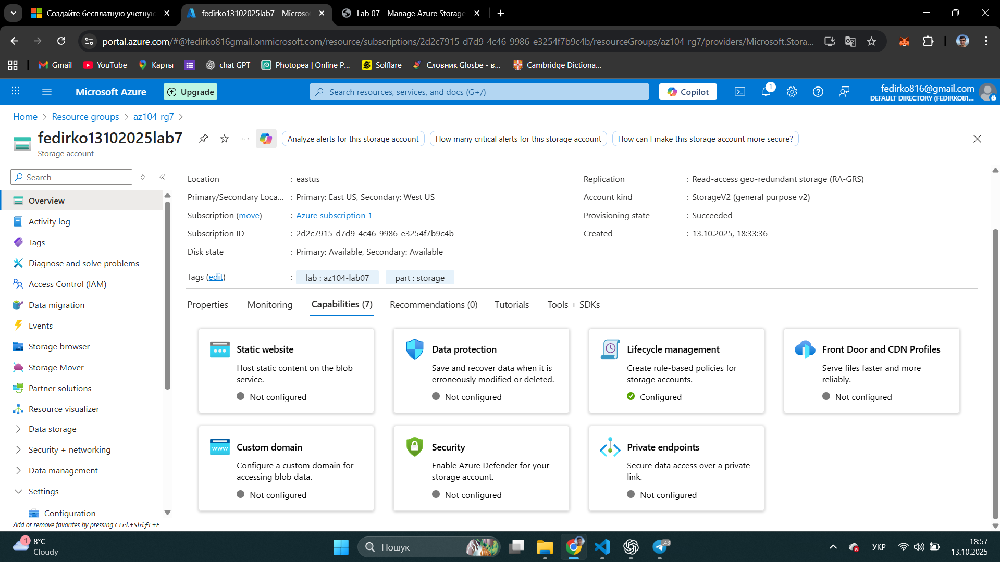 Создайте бесплатную учетную
fedirko13102025lab7 - Microso
Lab 07 - Manage Azure Storage
portal.azure.com/#@fedirko816gmail.onmicrosoft.com/resource/subscriptions/2d2c7915-d7d9-4c46-9986-e3254f7b9c4b/resourceGroups/az104-rg7/providers/Microsoft.Stora...
Gmail
YouTube
Карты
chat GPT
Photopea | Online P...
Solflare
Словник Glosbe - в...
Cambridge Dictiona...
Microsoft Azure
Upgrade
Search resources, services, and docs (G+/)
Copilot
1
fedirko816@gmail.com
DEFAULT DIRECTORY (FEDIRKO81...
Home > Resource groups > az104-rg7 >
fedirko13102025lab7
Storage account
Analyze alerts for this storage account
How many critical alerts for this storage account
How can I make this storage account more secure?
Search
Overview
Activity log
Tags
Diagnose and solve problems
Access Control (IAM)
Data migration
Events
Storage browser
Storage Mover
Partner solutions
Resource visualizer
Data storage
Security + networking
Data management
Settings
Configuration
Add or remove favorites by pressing Ctrl+Shift+F
Location : eastus
Primary/Secondary Loca... : Primary: East US, Secondary: West US
Subscription (move) : Azure subscription 1
Subscription ID : 2d2c7915-d7d9-4c46-9986-e3254f7b9c4b
Disk state : Primary: Available, Secondary: Available
Replication : Read-access geo-redundant storage (RA-GRS)
Account kind : StorageV2 (general purpose v2)
Provisioning state : Succeeded
Created : 13.10.2025, 18:33:36
Tags (edit) : lab : az104-lab07 part : storage
Properties
Monitoring
Capabilities (7)
Recommendations (0)
Tutorials
Tools + SDKs
Static website
Host static content on the blob
service.
Not configured
Data protection
Save and recover data when it is
erroneously modified or deleted.
Not configured
Lifecycle management
Create rule-based policies for
storage accounts.
Configured
Front Door and CDN Profiles
Serve files faster and more
reliably.
Not configured
www
Custom domain
Configure a custom domain for
accessing blob data.
Not configured
Security
Enable Azure Defender for your
storage account.
Not configured
Private endpoints
Secure data access over a private
link.
Not configured
1
8°C
Cloudy
Пошук
43
УКР
18:57
13.10.2025